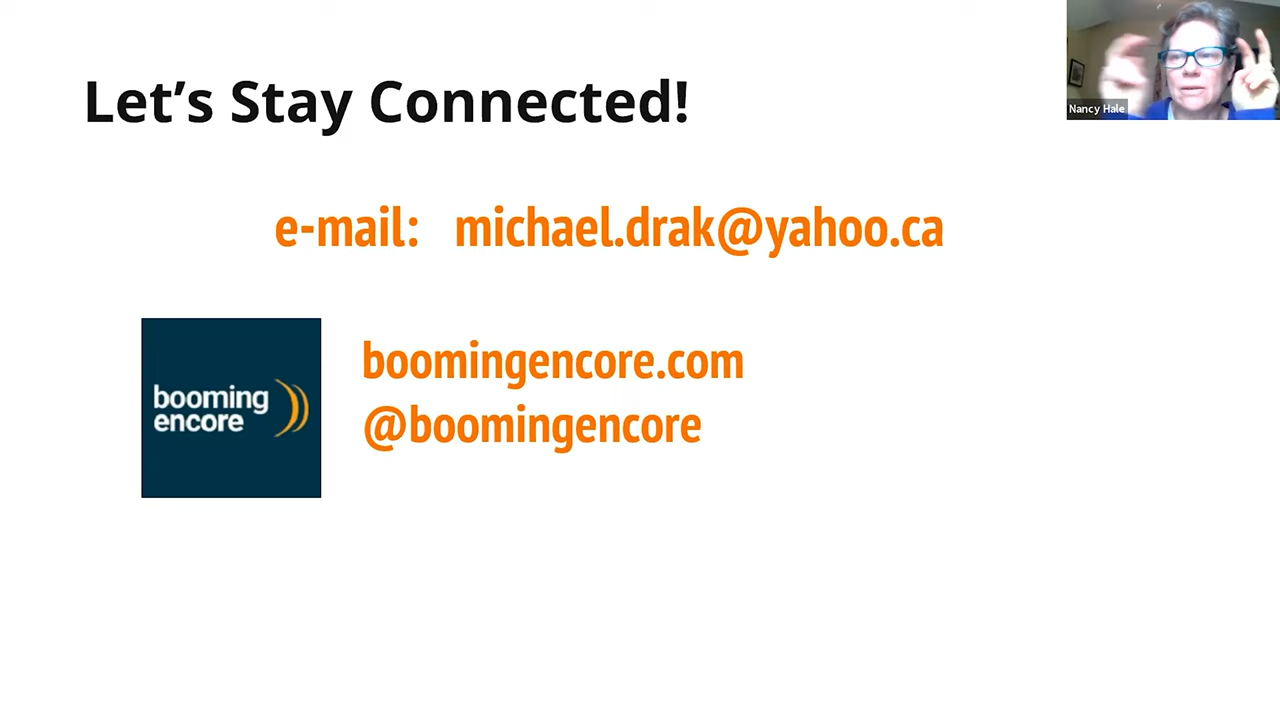 Let's Stay Connected!
Nancy Hale
e-mail: michael.drak@yahoo.ca
booming
encore
boomingencore.com
@boomingencore